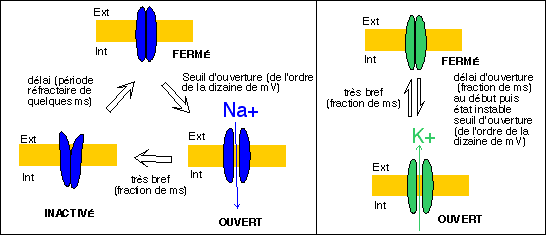 Ext
Int
FERMÉ
délai (période
réfractaire de
quelques ms)
Seuil d'ouverture (de l'ordre
de la dizaine de mV)
Na+
Ext
Int
INACTIVÉ
très bref
(fraction de ms)
Ext
Int
OUVERT
Ext
Int
FERMÉ
très bref
(fraction de ms)
délai d'ouverture
(fraction de ms)
au début puis
état instable
seuil d'ouverture
(de l'ordre de la
dizaine de mV)
K+
Ext
Int
OUVERT